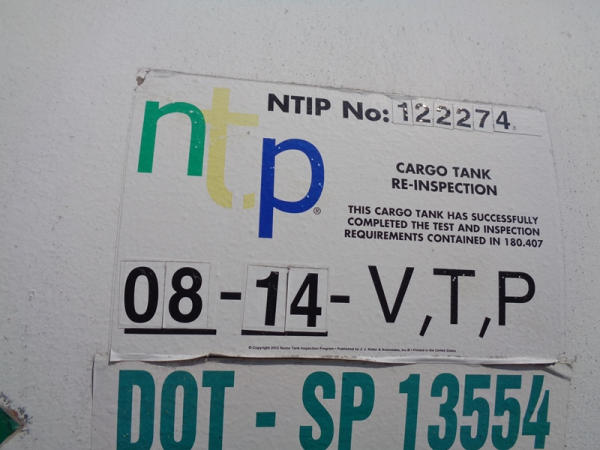 ntp®
NTIP No: 122274
CARGO TANK
RE-INSPECTION
THIS CARGO TANK HAS SUCCESSFULLY
COMPLETED THE TEST AND INSPECTION
REQUIREMENTS CONTAINED IN 180.407
08-14-V,T,P
DOT - SP 13554